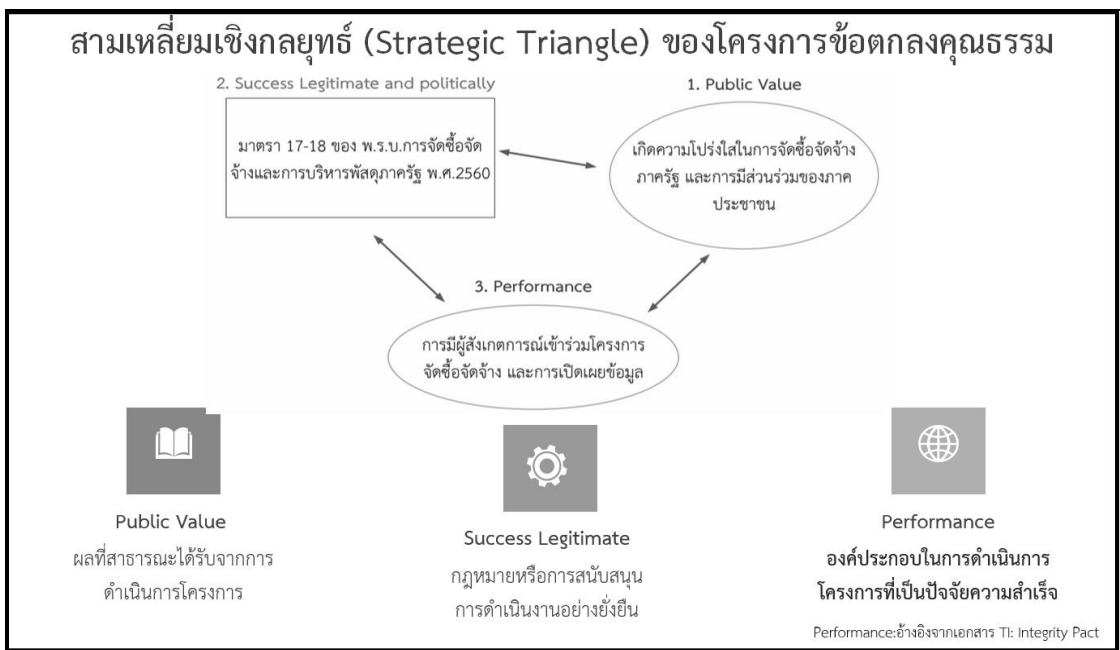 สามเหลี่ยมเชิงกลยุทธ์ (Strategic Triangle) ของโครงการข้อตกลงคุณธรรม
2. Success Legitimate and politically
1. Public Value
มาตรา 17-18 ของ พ.ร.บ.การจัดซื้อจัด
จ้างและการบริหารพัสดุภาครัฐ พ.ศ.2560
เกิดความโปร่งใสในการจัดซื้อจัดจ้าง
ภาครัฐ และการมีส่วนร่วมของภาค
ประชาชน
3. Performance
การมีผู้สังเกตการณ์เข้าร่วมโครงการ
จัดซื้อจัดจ้าง และการเปิดเผยข้อมูล
Public Value
ผลที่สาธารณะได้รับจากการ
ดำเนินการโครงการ
Success Legitimate
กฎหมายหรือการสนับสนุน
การดำเนินงานอย่างยั่งยืน
Performance
องค์ประกอบในการดำเนินการ
โครงการที่เป็นปัจจัยความสำเร็จ
Performance:อ้างอิงจากเอกสาร TI: Integrity Pact